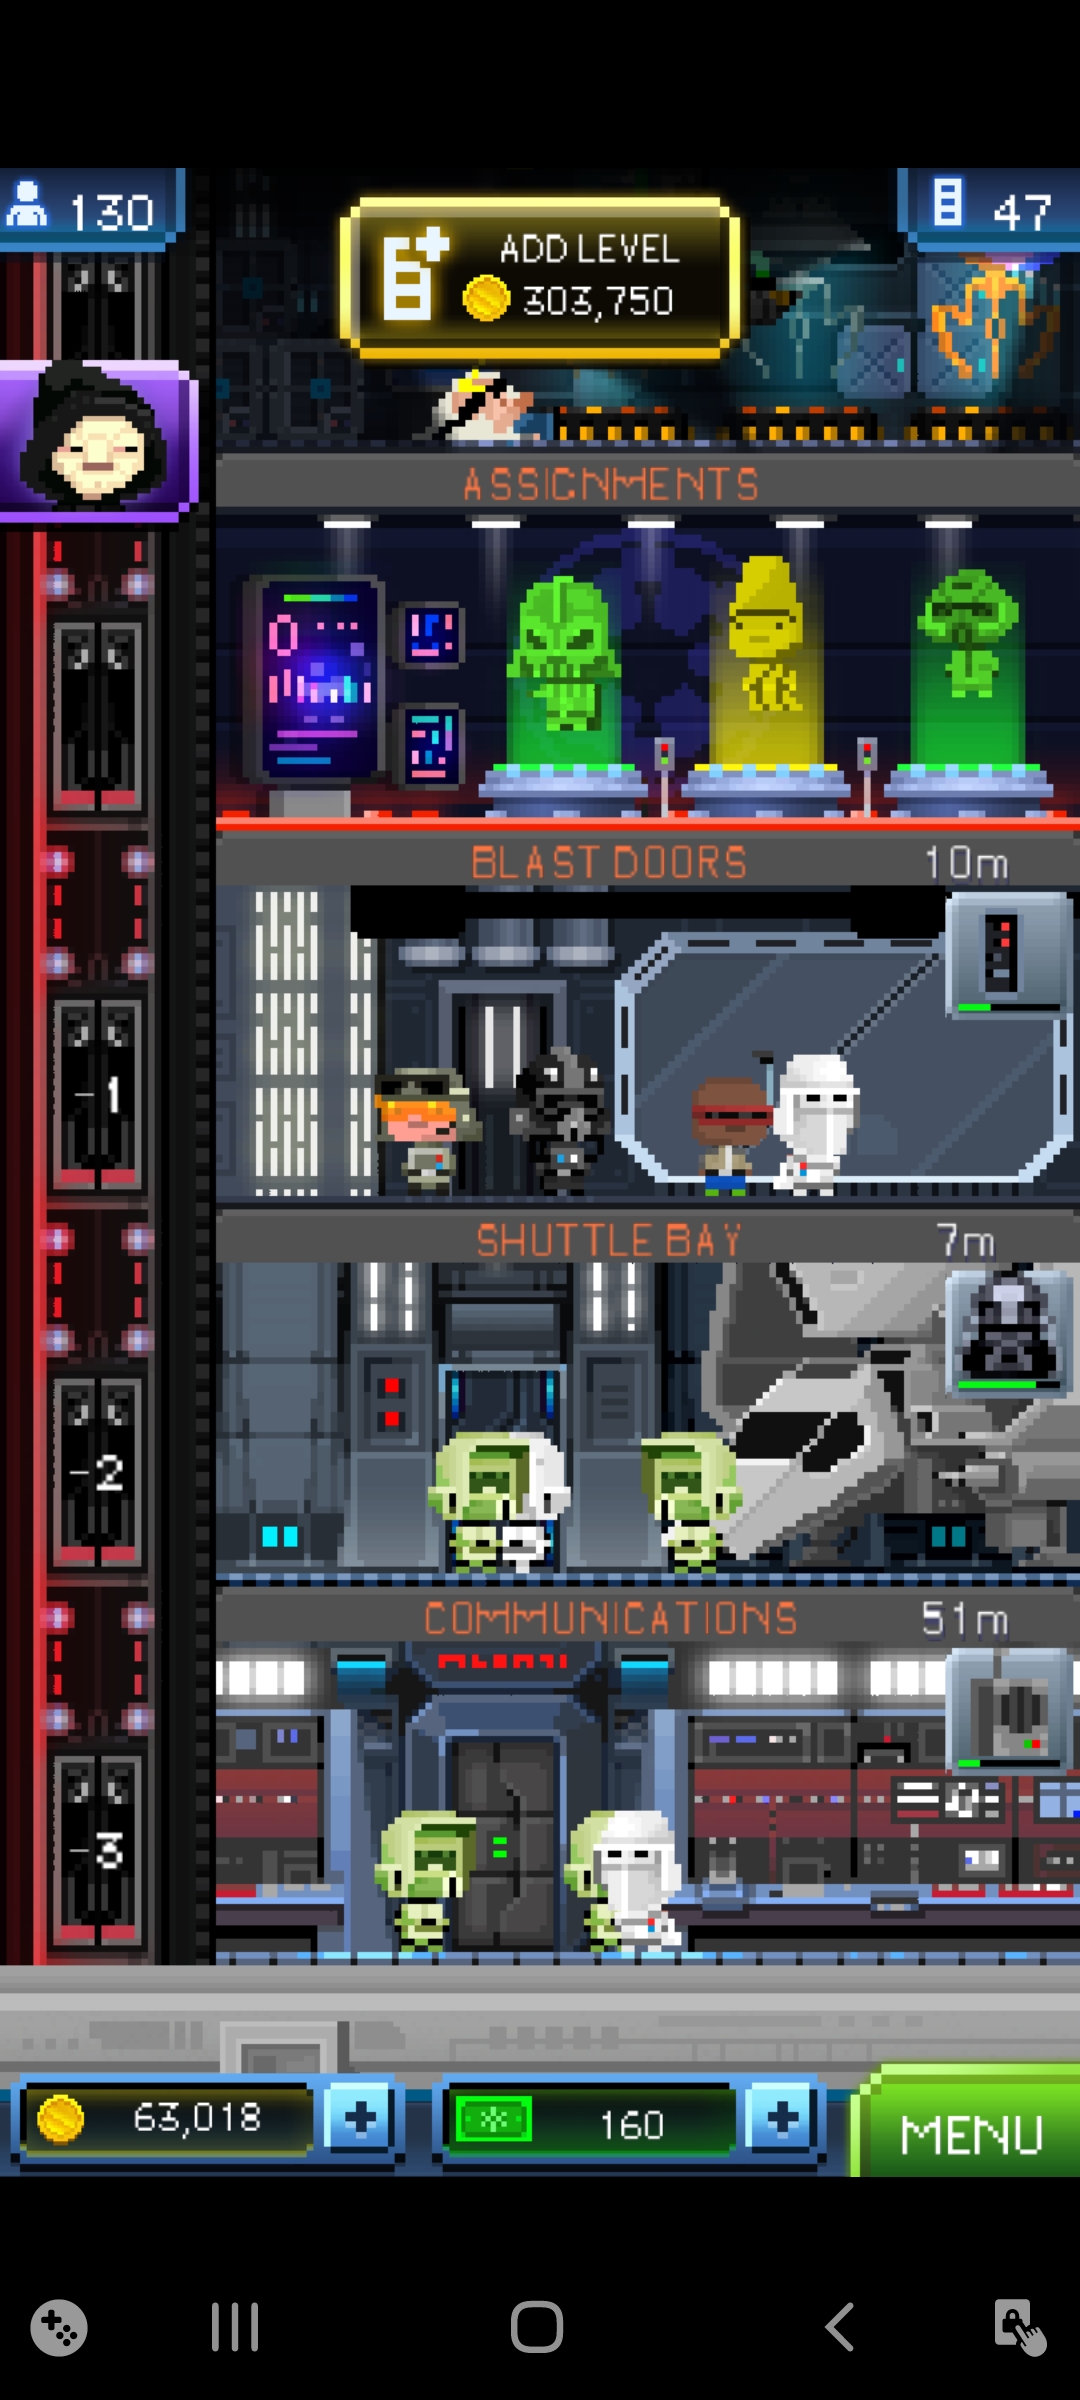 130
ADD LEVEL
303,750
47
ASSIGNMENTS
BLAST DOORS
10m
-1
SHUTTLE BAY
7m
-2
COMMUNICATIONS
51m
-3
63,018
160
MENU